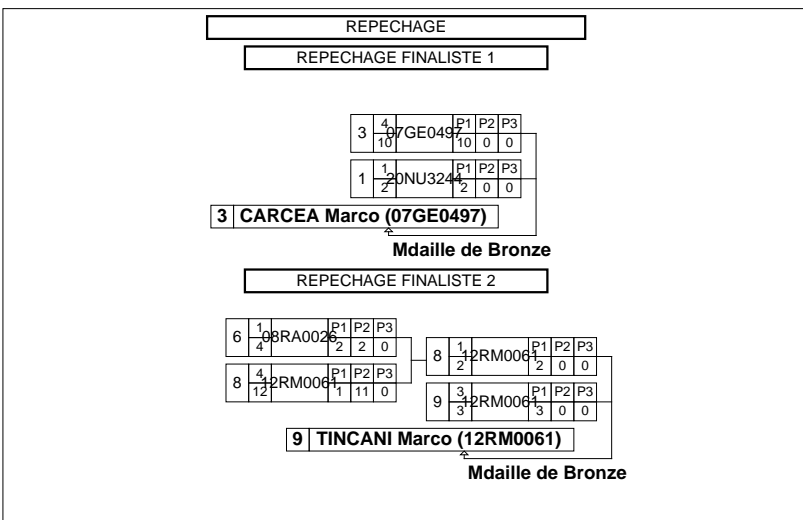 REPECHAGE
REPECHAGE FINALISTE 1
3 4 10 07GE0497 P1 P2 P3 10 0 0
1 1 2 20NU3244 P1 P2 P3 2 0 0
3 CARCEA Marco (07GE0497)
Mdaille de Bronze
REPECHAGE FINALISTE 2
6 1 4 08RA0026 P1 P2 P3 2 2 0
8 4 12 12RM0061 P1 P2 P3 1 11 0
8 1 2 12RM0061 P1 P2 P3 2 0 0
9 3 3 12RM0061 P1 P2 P3 3 0 0
9 TINCANI Marco (12RM0061)
Mdaille de Bronze